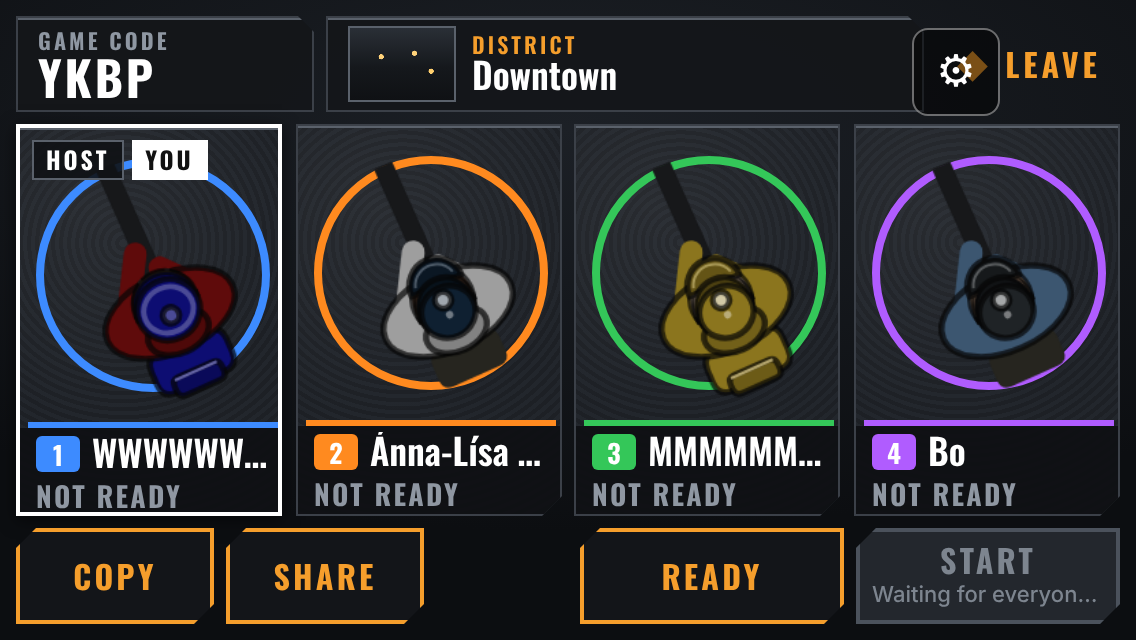 GAME CODE
YKBP
DISTRICT
Downtown
LEAVE
HOST YOU
1 WWWWWW...
NOT READY
2 Ánna-Lísa ...
NOT READY
3 MMMMMM...
NOT READY
4 Bo
NOT READY
COPY
SHARE
READY
START
Waiting for everyon...